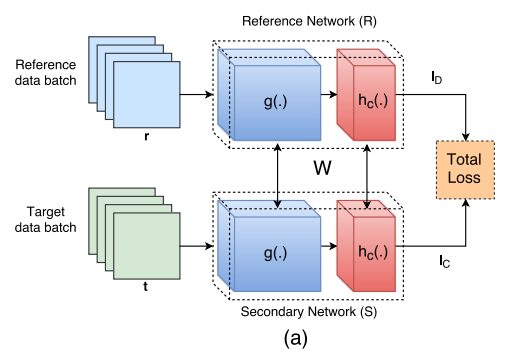 Reference Network (R)
Reference
data batch
r
g(.)
h_c(.)
l_D
W
Total
Loss
Target
data batch
t
g(.)
h_c(.)
l_C
Secondary Network (S)
(a)